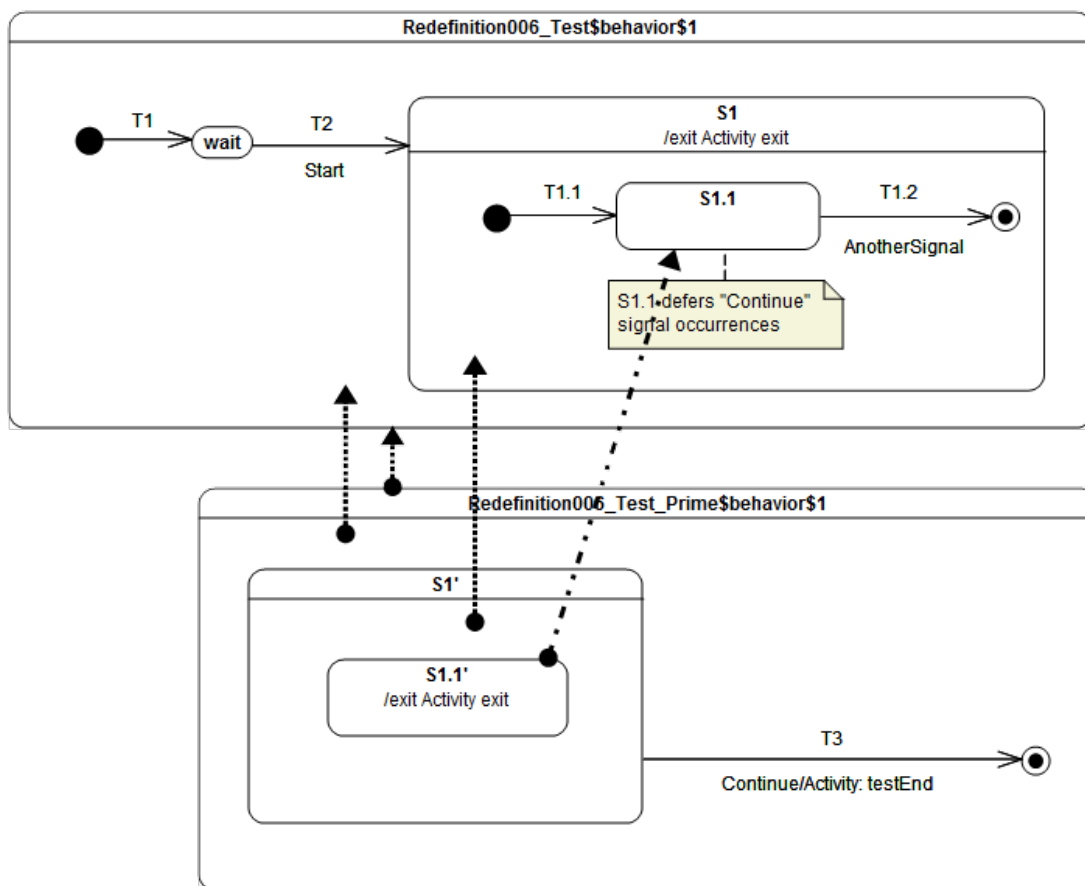 Redefinition006_Test$behavior$1
T1
wait
T2
Start
S1
/exit Activity exit
T1.1
S1.1
T1.2
AnotherSignal
S1.1 defers "Continue"
signal occurrences
Redefinition006_Test_Prime$behavior$1
S1'
S1.1'
/exit Activity exit
T3
Continue/Activity: testEnd